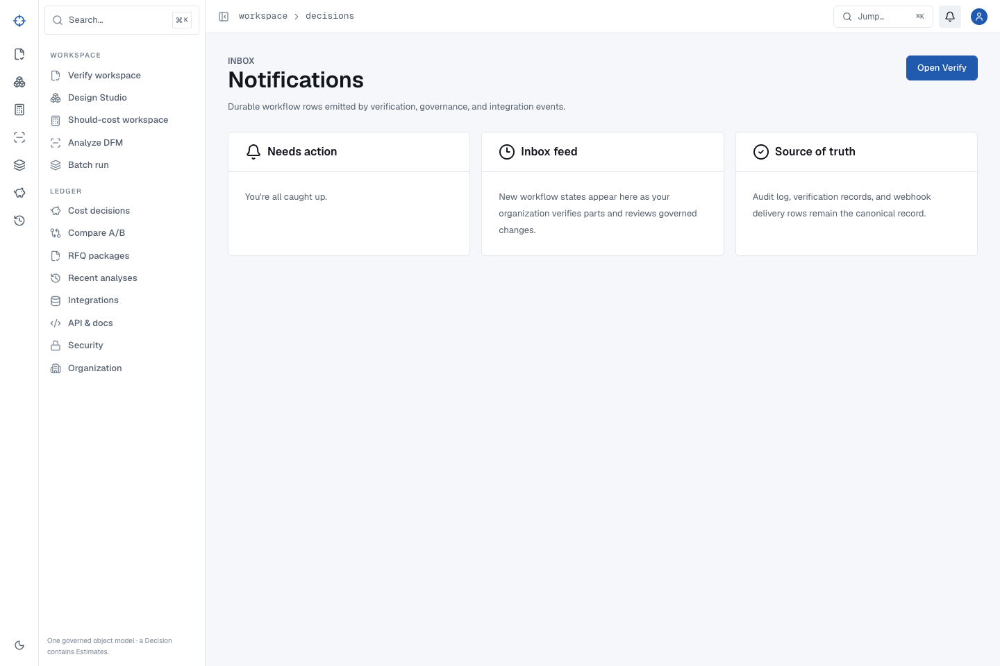 Search...
⌘ K
WORKSPACE
Verify workspace
Design Studio
Should-cost workspace
Analyze DFM
Batch run
LEDGER
Cost decisions
Compare A/B
RFQ packages
Recent analyses
Integrations
API & docs
Security
Organization
One governed object model · a Decision
contains Estimates.
workspace > decisions
Jump...
⌘K
INBOX
Notifications
Durable workflow rows emitted by verification, governance, and integration events.
Open Verify
Needs action
You're all caught up.
Inbox feed
New workflow states appear here as your
organization verifies parts and reviews governed
changes.
Source of truth
Audit log, verification records, and webhook
delivery rows remain the canonical record.